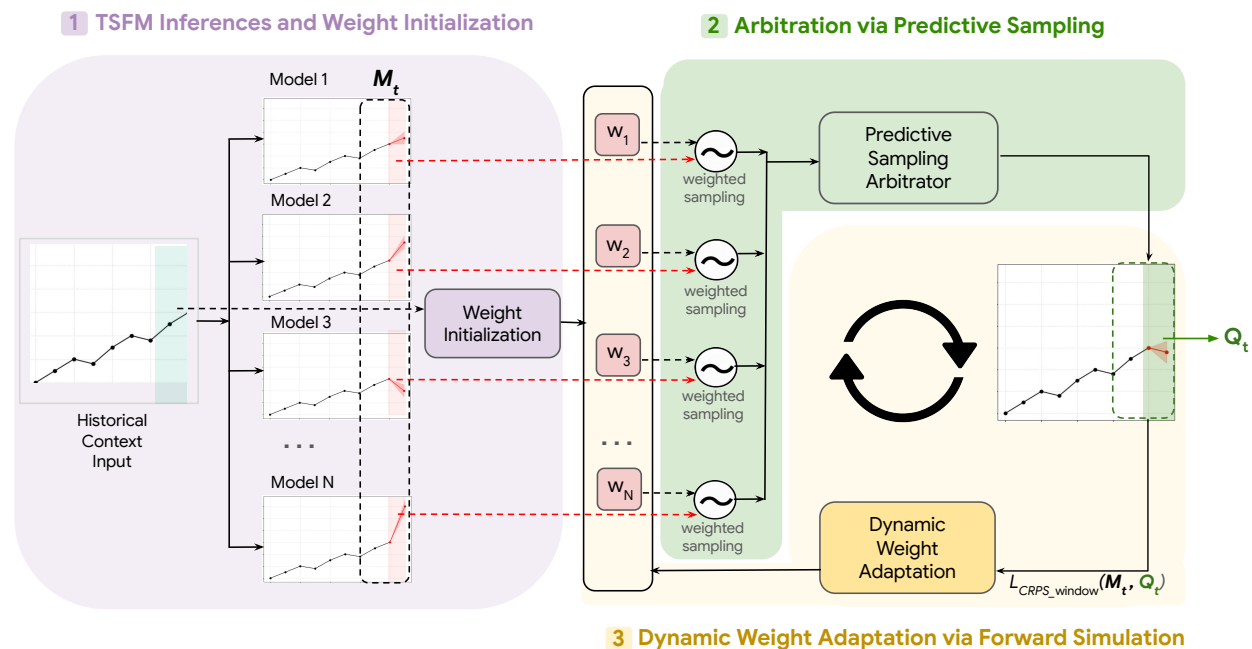 1 TSFM Inferences and Weight Initialization
2 Arbitration via Predictive Sampling
Model 1
M_t
Model 2
Model 3
...
Model N
Historical
Context
Input
Weight
Initialization
w_1
w_2
w_3
...
w_N
weighted
sampling
weighted
sampling
weighted
sampling
weighted
sampling
Predictive
Sampling
Arbitrator
Q_t
Dynamic
Weight
Adaptation
L_CRPS_window(M_t, Q_t)
3 Dynamic Weight Adaptation via Forward Simulation